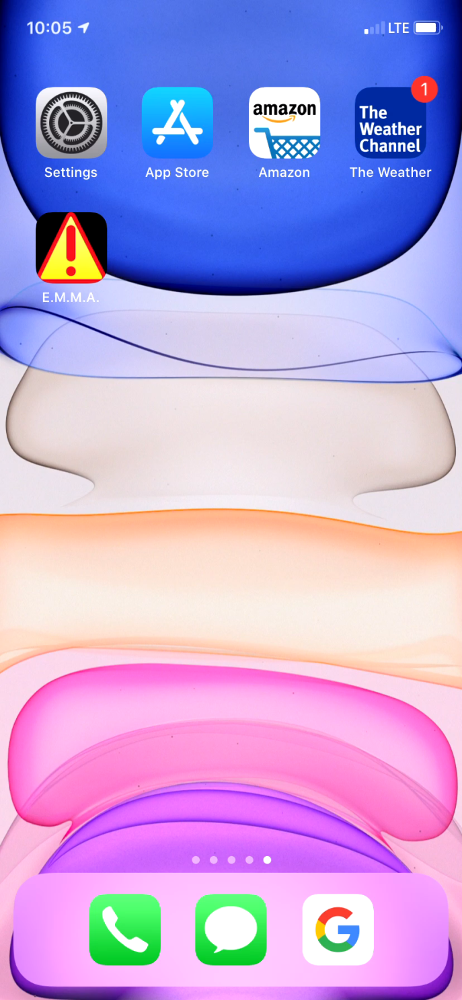 10:05
LTE
1
amazon
The
Weather
Channel
Settings
App Store
Amazon
The Weather
E.M.M.A.
G